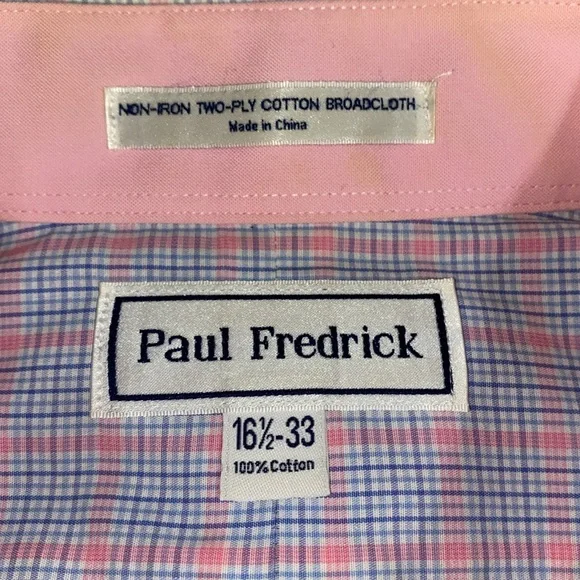 NON-IRON TWO-PLY COTTON BROADCLOTH
Made in China
Paul Fredrick
16½-33
100% Cotton